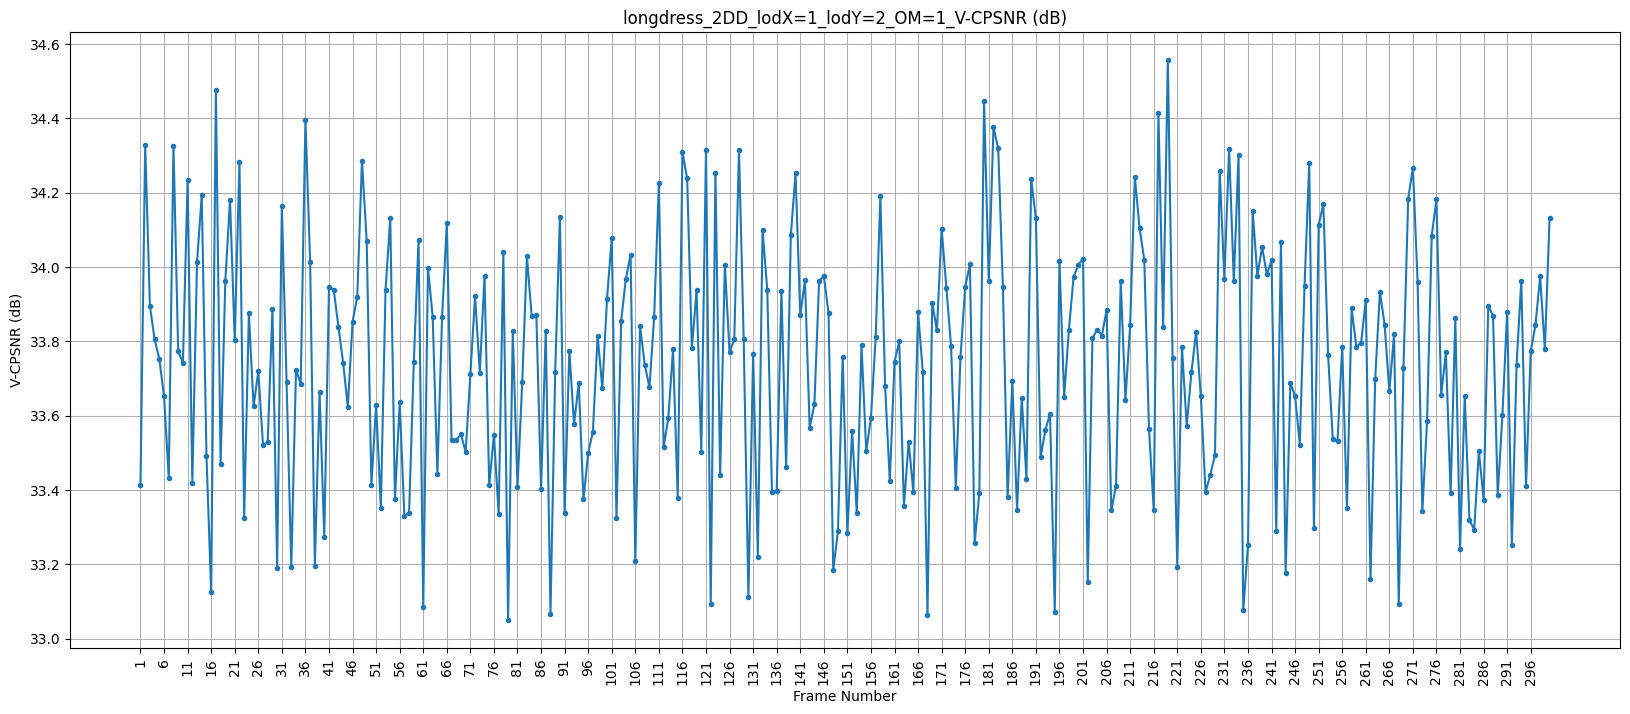 longdress_2DD_lodX=1_lodY=2_OM=1_V-CPSNR (dB)
34.6
34.4
34.2
34.0
33.8
33.6
33.4
33.2
33.0
V-CPSNR (dB)
1 6 11 16 21 26 31 36 41 46 51 56 61 66 71 76 81 86 91 96 101 106 111 116 121 126 131 136 141 146 151 156 161 166 171 176 181 186 191 196 201 206 211 216 221 226 231 236 241 246 251 256 261 266 271 276 281 286 291 296
Frame Number